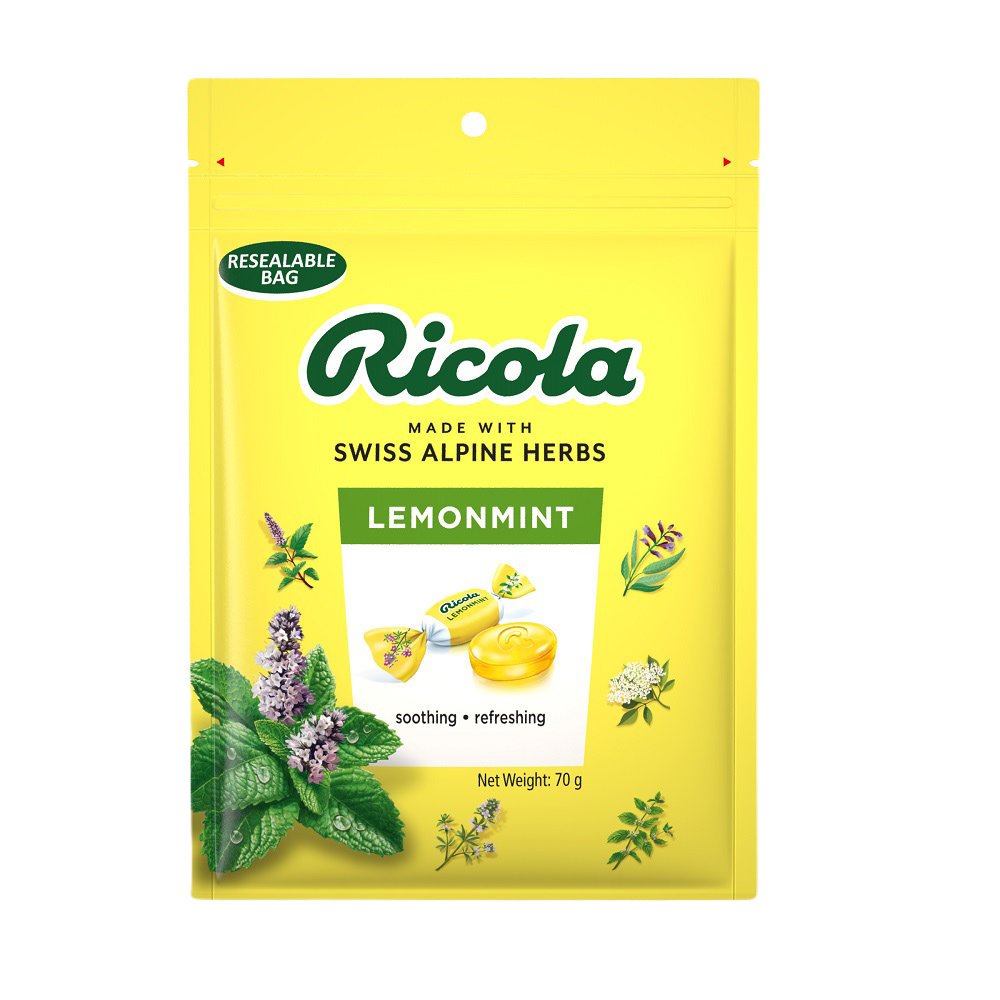 RESEALABLE
BAG
Ricola
MADE WITH
SWISS ALPINE HERBS
LEMONMINT
Ricola
LEMONMINT
soothing • refreshing
Net Weight: 70 g